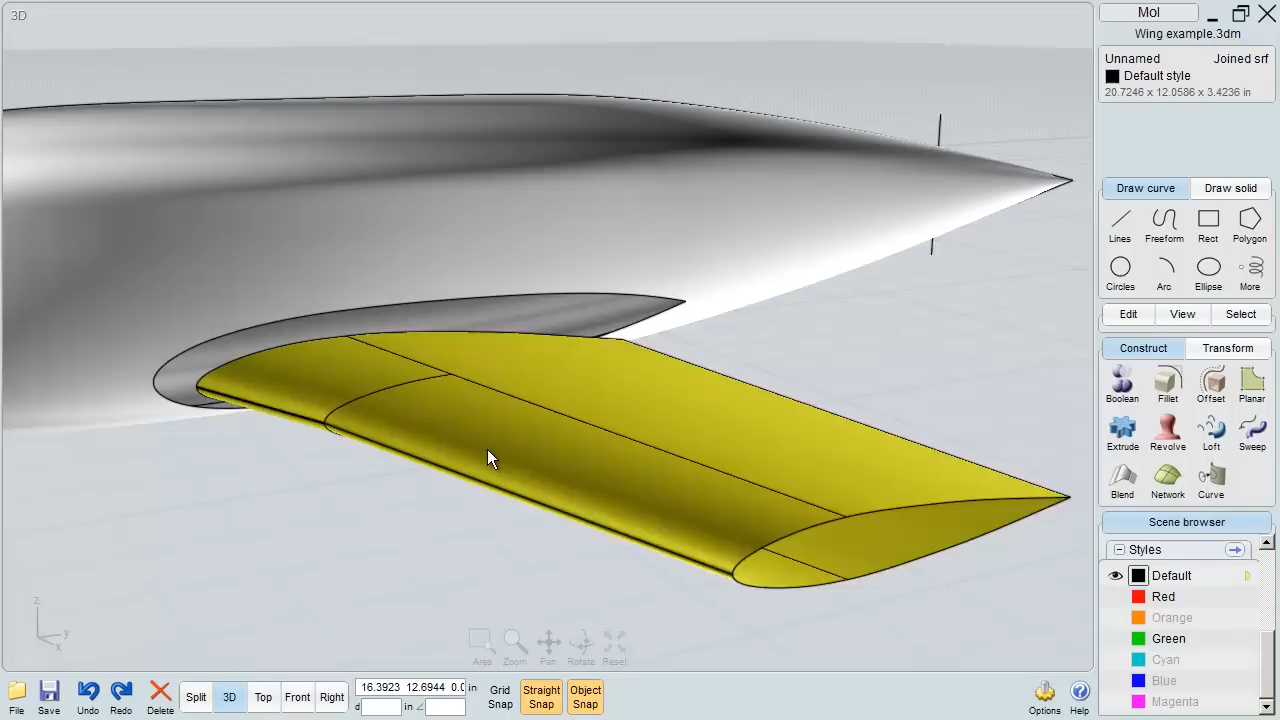 3D
MoI
Wing example.3dm
Unnamed Joined srf
Default style
20.7246 x 12.0586 x 3.4236 in
Draw curve Draw solid
Lines Freeform Rect Polygon
Circles Arc Ellipse More
Edit View Select
Construct Transform
Boolean Fillet Offset Planar
Extrude Revolve Loft Sweep
Blend Network Curve
Scene browser
Styles
Default
Red
Orange
Green
Cyan
Blue
Magenta
z
y
x
Area Zoom Pan Rotate Reset
File Save Undo Redo Delete Split 3D Top Front Right
16.3923 12.6944 0.0 in
d in
Grid Snap Straight Snap Object Snap
Options Help